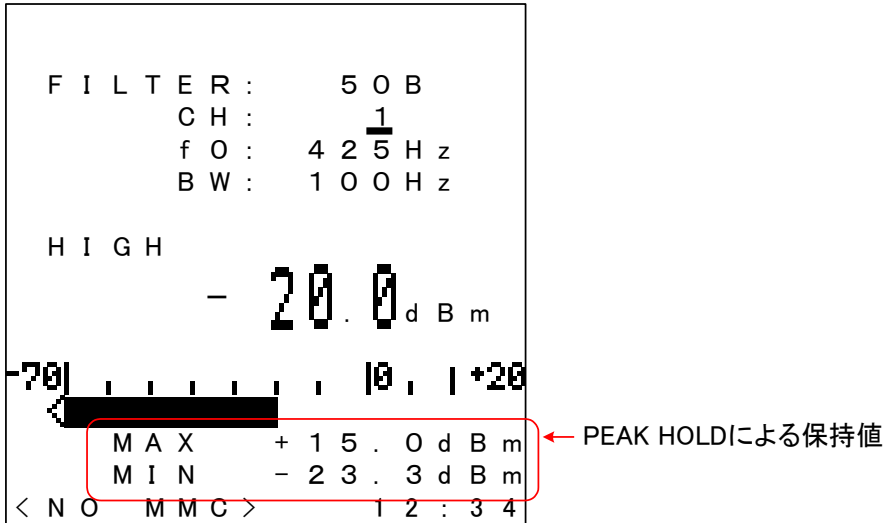 FILTER: 50B
CH: 1
f0: 425Hz
BW: 100Hz
HIGH
- 20.0dBm
-70 0 +20
MAX +15.0dBm
MIN -23.3dBm
← PEAK HOLDによる保持値
<NO MMC> 12:34